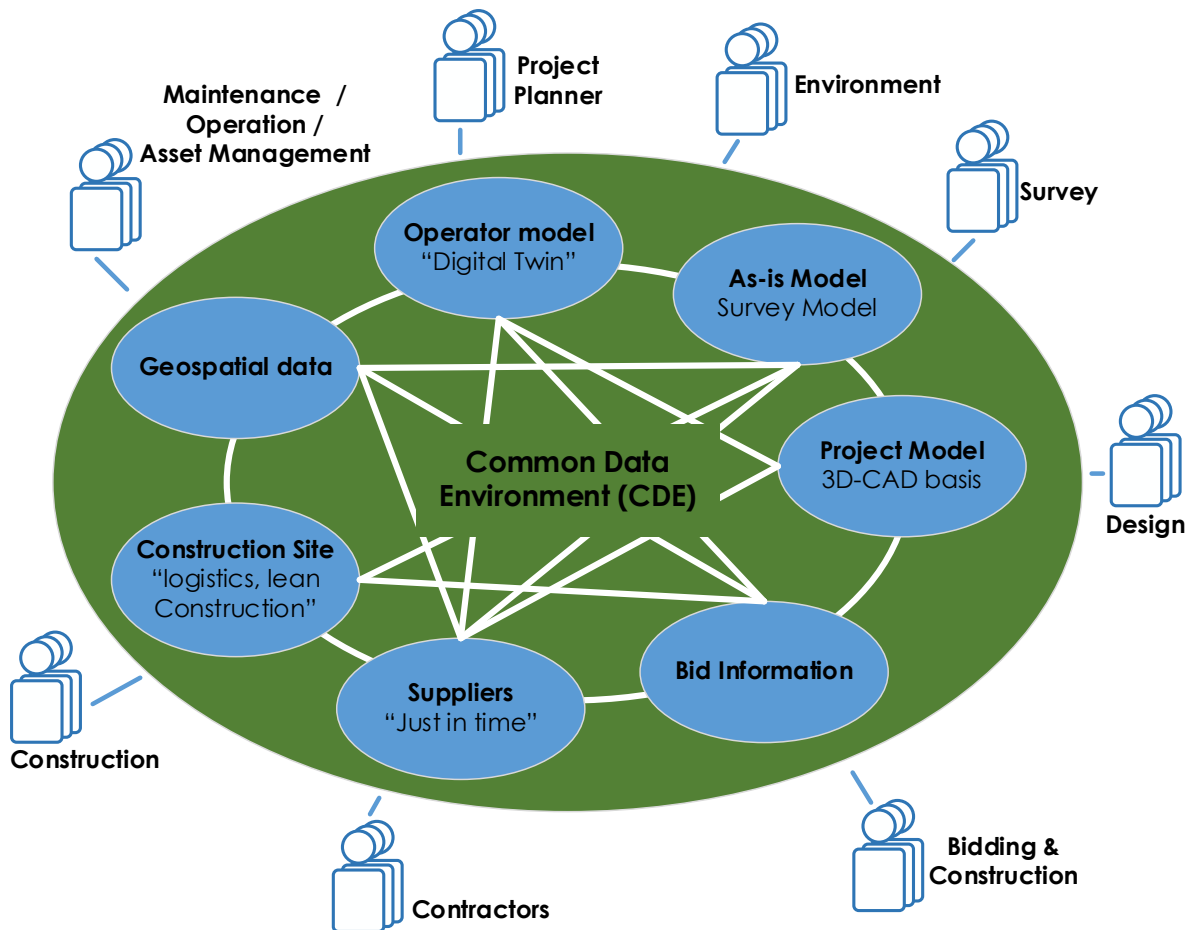 Project
Planner
Environment
Maintenance /
Operation /
Asset Management
Survey
Operator model
“Digital Twin”
As-is Model
Survey Model
Geospatial data
Project Model
3D-CAD basis
Common Data
Environment (CDE)
Design
Construction Site
“logistics, lean
Construction”
Bid Information
Suppliers
“Just in time”
Construction
Bidding &
Construction
Contractors